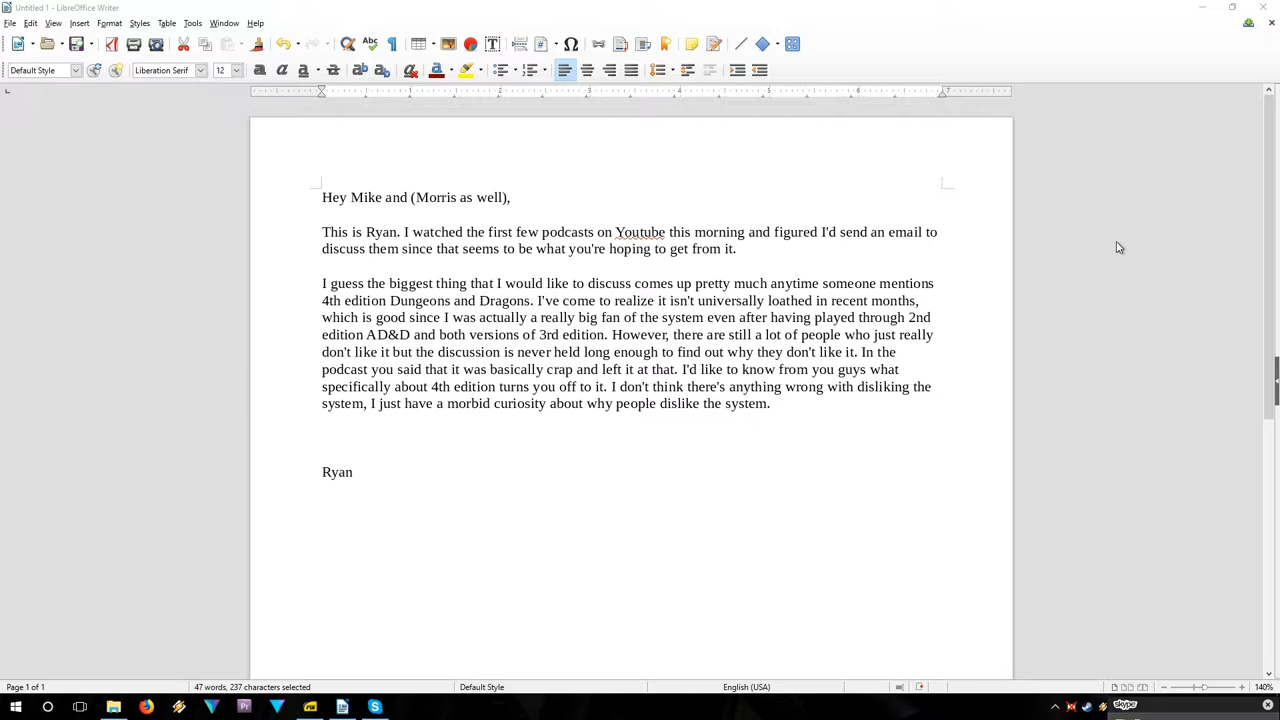 Untitled 1 - LibreOffice Writer
File Edit View Insert Format Styles Table Tools Window Help
Default Style Liberation Serif 12
2 3 4 5 6 7
Hey Mike and (Morris as well),
This is Ryan. I watched the first few podcasts on Youtube this morning and figured I'd send an email to
discuss them since that seems to be what you're hoping to get from it.
I guess the biggest thing that I would like to discuss comes up pretty much anytime someone mentions
4th edition Dungeons and Dragons. I've come to realize it isn't universally loathed in recent months,
which is good since I was actually a really big fan of the system even after having played through 2nd
edition AD&D and both versions of 3rd edition. However, there are still a lot of people who just really
don't like it but the discussion is never held long enough to find out why they don't like it. In the
podcast you said that it was basically crap and left it at that. I'd like to know from you guys what
specifically about 4th edition turns you off to it. I don't think there's anything wrong with disliking the
system, I just have a morbid curiosity about why people dislike the system.
Ryan
Page 1 of 1 47 words, 237 characters selected Default Style English (USA) 140%
skype